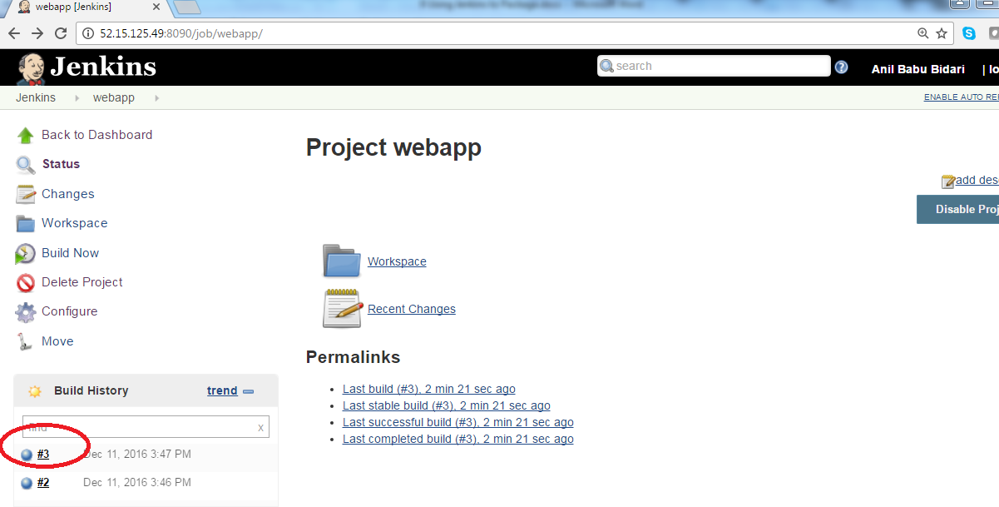 webapp [Jenkins]
52.15.125.49:8090/job/webapp/
Jenkins
search
Anil Babu Bidari | lo
Jenkins webapp
ENABLE AUTO RE
Back to Dashboard
Status
Changes
Workspace
Build Now
Delete Project
Configure
Move
Project webapp
add des
Disable Proj
Workspace
Recent Changes
Permalinks
Last build (#3), 2 min 21 sec ago
Last stable build (#3), 2 min 21 sec ago
Last successful build (#3), 2 min 21 sec ago
Last completed build (#3), 2 min 21 sec ago
Build History trend
find x
#3 Dec 11, 2016 3:47 PM
#2 Dec 11, 2016 3:46 PM